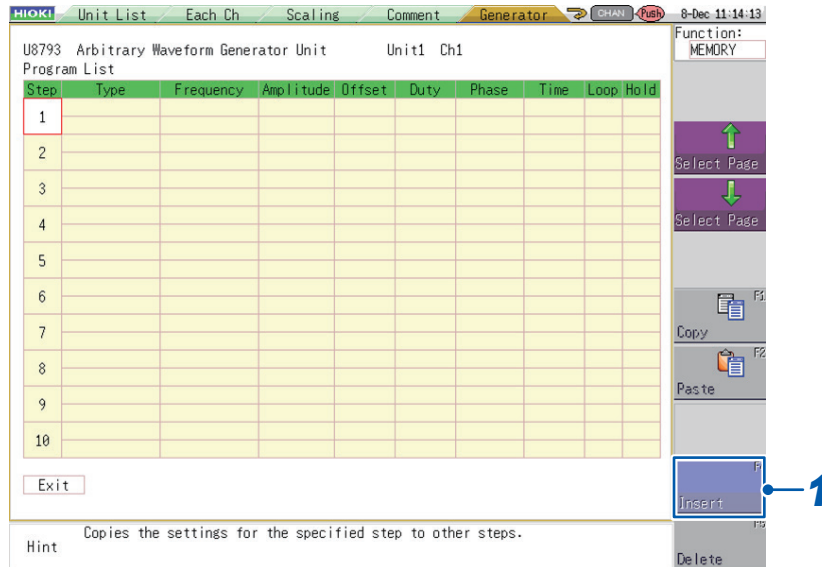 HIOKI Unit List Each Ch Scaling Comment Generator CHAN Push 8-Dec 11:14:13
Function:
MEMORY
U8793 Arbitrary Waveform Generator Unit Unit1 Ch1
Program List
Step Type Frequency Amplitude Offset Duty Phase Time Loop Hold
1
2
3
4
5
6
7
8
9
10
Exit
Select Page
Select Page
F1
Copy
F2
Paste
Insert
1
F5
Delete
Hint Copies the settings for the specified step to other steps.